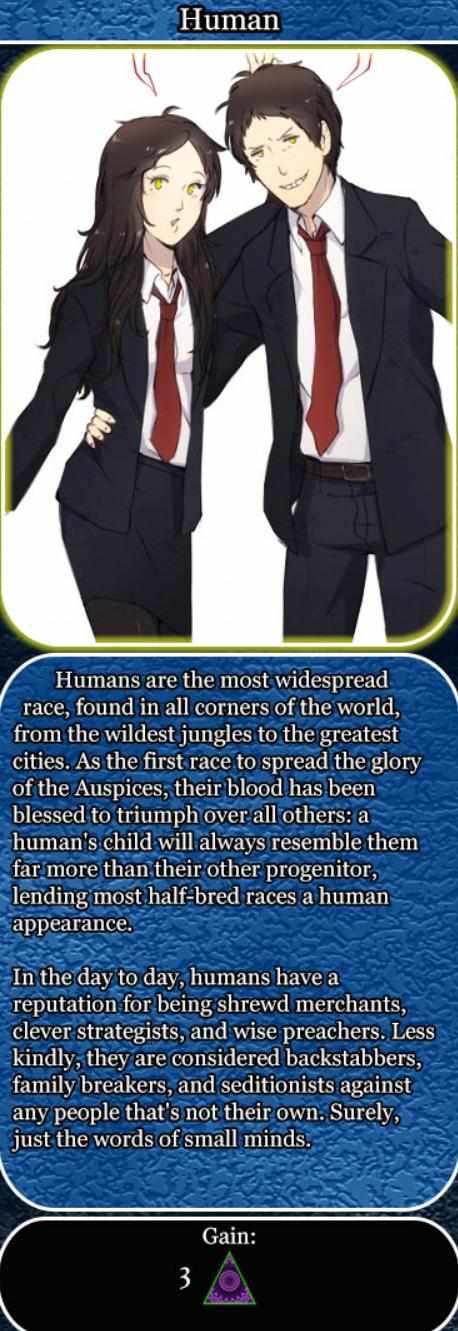 Human
Humans are the most widespread
race, found in all corners of the world,
from the wildest jungles to the greatest
cities. As the first race to spread the glory
of the Auspices, their blood has been
blessed to triumph over all others: a
human's child will always resemble them
far more than their other progenitor,
lending most half-bred races a human
appearance.
In the day to day, humans have a
reputation for being shrewd merchants,
clever strategists, and wise preachers. Less
kindly, they are considered backstabbers,
family breakers, and seditionists against
any people that's not their own. Surely,
just the words of small minds.
Gain:
3